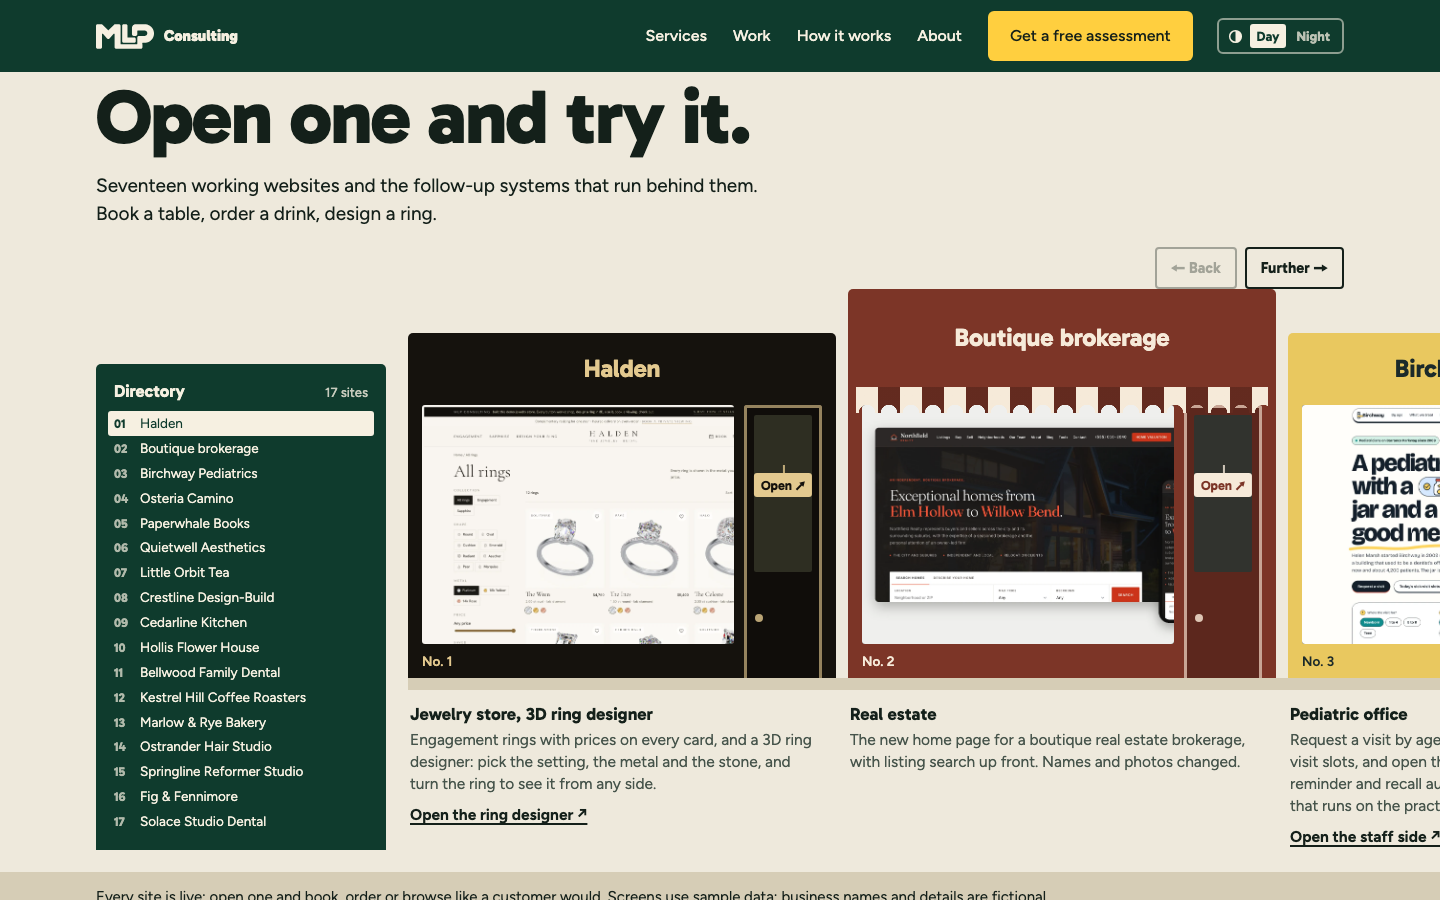 MLP Consulting
Services
Work
How it works
About
Get a free assessment
Day
Night
Open one and try it.
Seventeen working websites and the follow-up systems that run behind them.
Book a table, order a drink, design a ring.
← Back
Further →
Directory
17 sites
01 Halden
02 Boutique brokerage
03 Birchway Pediatrics
04 Osteria Camino
05 Paperwhale Books
06 Quietwell Aesthetics
07 Little Orbit Tea
08 Crestline Design-Build
09 Cedarline Kitchen
10 Hollis Flower House
11 Bellwood Family Dental
12 Kestrel Hill Coffee Roasters
13 Marlow & Rye Bakery
14 Ostrander Hair Studio
15 Springline Reformer Studio
16 Fig & Fennimore
17 Solace Studio Dental
Halden
HALDEN
All rings
Open ↗
No. 1
Jewelry store, 3D ring designer
Engagement rings with prices on every card, and a 3D ring
designer: pick the setting, the metal and the stone, and
turn the ring to see it from any side.
Open the ring designer ↗
Boutique brokerage
Northfield
Exceptional homes from
Elm Hollow to Willow Bend.
Open ↗
No. 2
Real estate
The new home page for a boutique real estate brokerage,
with listing search up front. Names and photos changed.
Birch
A pediatr
with a
jar and a
good me
No. 3
Pediatric office
Request a visit by age
visit slots, and open th
reminder and recall au
that runs on the pract
Open the staff side ↗
Every site is live: open one and book, order or browse like a customer would. Screens use sample data; business names and details are fictional.